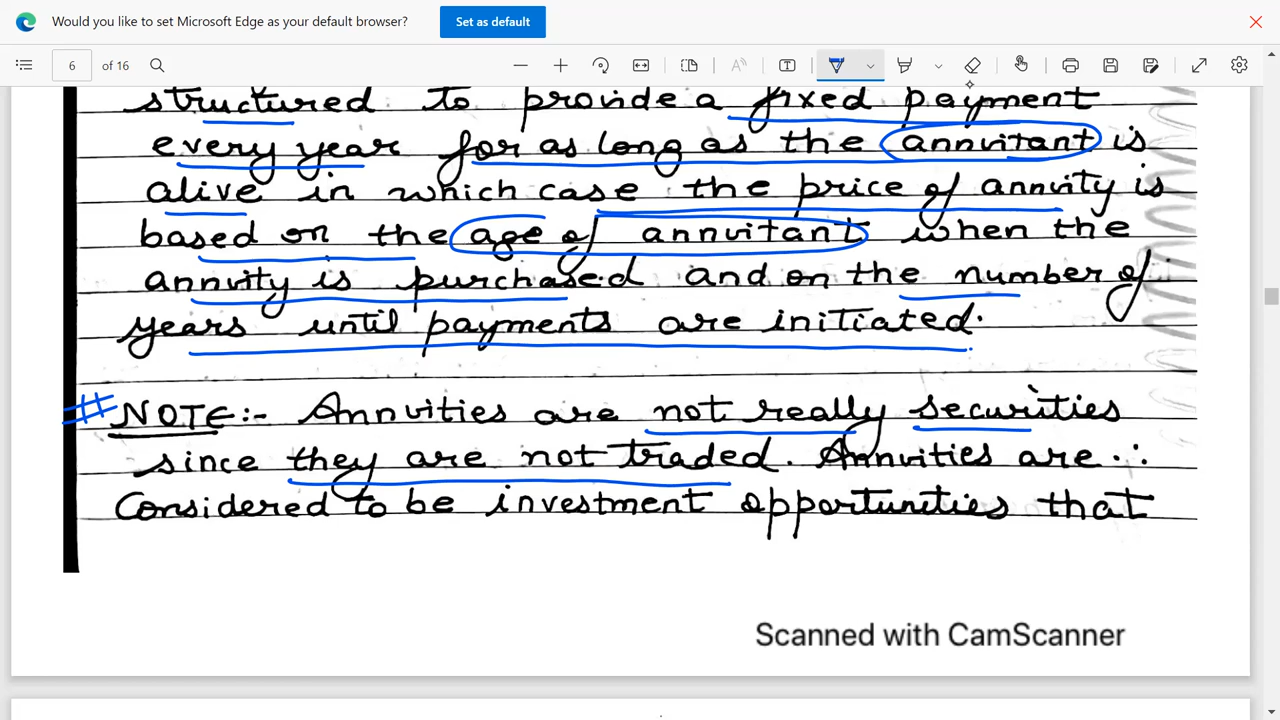 Would you like to set Microsoft Edge as your default browser? Set as default
6 of 16
structured to provide a fixed payment
every year for as long as the annuitant is
alive in which case the price of annuity is
based on the age of annuitant when the
annuity is purchased and on the number of
years until payments are initiated.
# NOTE:- Annuities are not really securities
since they are not traded. Annuities are ∴
Considered to be investment opportunities that
Scanned with CamScanner